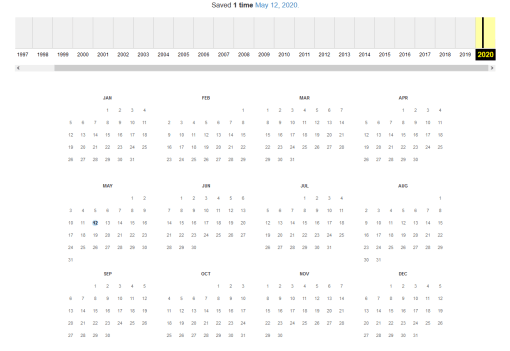 Saved 1 time May 12, 2020.
1997 1998 1999 2000 2001 2002 2003 2004 2005 2006 2007 2008 2009 2010 2011 2012 2013 2014 2015 2016 2017 2018 2019 2020
JAN FEB MAR APR
1 2 3 4 1 1 2 3 4 5 6 7 1 2 3 4
5 6 7 8 9 10 11 2 3 4 5 6 7 8 8 9 10 11 12 13 14 5 6 7 8 9 10 11
12 13 14 15 16 17 18 9 10 11 12 13 14 15 15 16 17 18 19 20 21 12 13 14 15 16 17 18
19 20 21 22 23 24 25 16 17 18 19 20 21 22 22 23 24 25 26 27 28 19 20 21 22 23 24 25
26 27 28 29 30 31 23 24 25 26 27 28 29 29 30 31 26 27 28 29 30
MAY JUN JUL AUG
1 2 1 2 3 4 5 6 1 2 3 4 1
3 4 5 6 7 8 9 7 8 9 10 11 12 13 5 6 7 8 9 10 11 2 3 4 5 6 7 8
10 11 12 13 14 15 16 14 15 16 17 18 19 20 12 13 14 15 16 17 18 9 10 11 12 13 14 15
17 18 19 20 21 22 23 21 22 23 24 25 26 27 19 20 21 22 23 24 25 16 17 18 19 20 21 22
24 25 26 27 28 29 30 28 29 30 26 27 28 29 30 31 23 24 25 26 27 28 29
31 30 31
SEP OCT NOV DEC
1 2 3 4 5 1 2 3 1 2 3 4 5 6 7 1 2 3 4 5
6 7 8 9 10 11 12 4 5 6 7 8 9 10 8 9 10 11 12 13 14 6 7 8 9 10 11 12
13 14 15 16 17 18 19 11 12 13 14 15 16 17 15 16 17 18 19 20 21 13 14 15 16 17 18 19
20 21 22 23 24 25 26 18 19 20 21 22 23 24 22 23 24 25 26 27 28 20 21 22 23 24 25 26
27 28 29 30 25 26 27 28 29 30 31 29 30 27 28 29 30 31